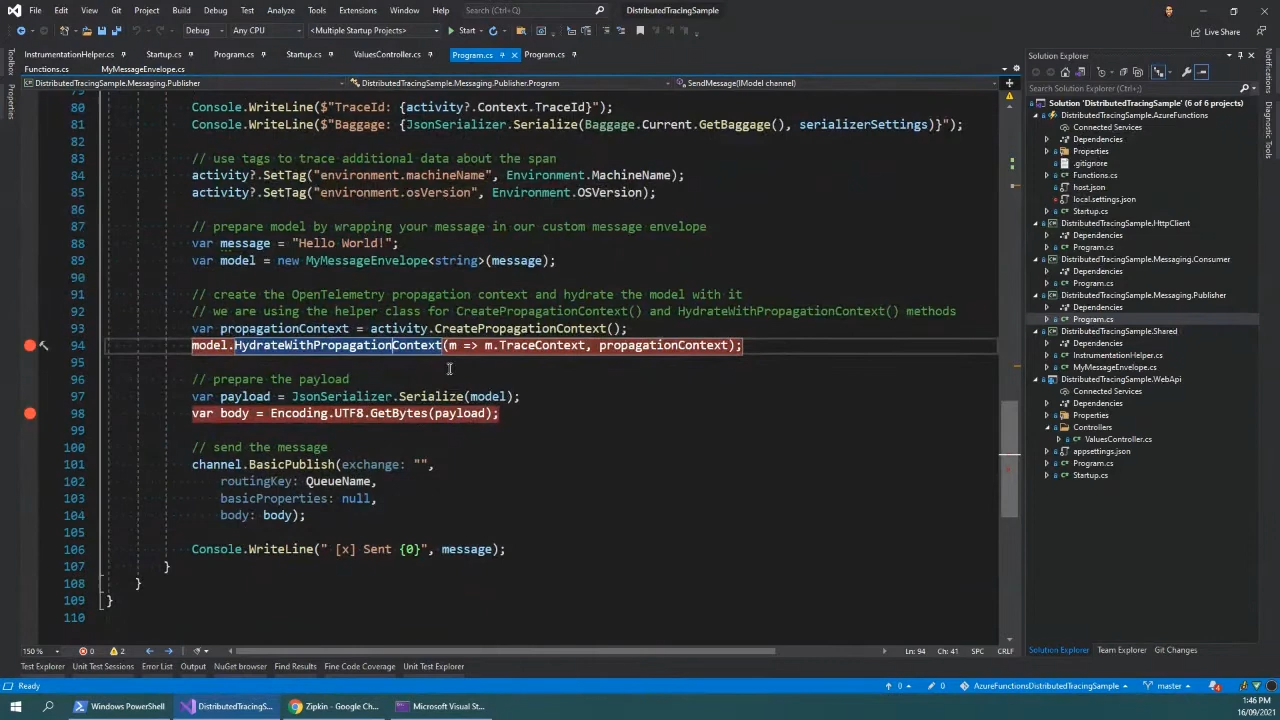 File Edit View Git Project Build Debug Test Analyze Tools Extensions Window Help Search (Ctrl+;) DistributedTracingSample
Debug Any CPU <Multiple Startup Projects> Start Live Share
InstrumentationHelper.cs Startup.cs Program.cs Startup.cs ValuesController.cs Program.cs Program.cs
Functions.cs MyMessageEnvelope.cs
DistributedTracingSample.Messaging.Publisher DistributedTracingSample.Messaging.Publisher.Program SendMessage(IModel channel)
79
80 Console.WriteLine($"TraceId: {activity?.Context.TraceId}");
81 Console.WriteLine($"Baggage: {JsonSerializer.Serialize(Baggage.Current.GetBaggage(), serializerSettings)}");
82
83 // use tags to trace additional data about the span
84 activity?.SetTag("environment.machineName", Environment.MachineName);
85 activity?.SetTag("environment.osVersion", Environment.OSVersion);
86
87 // prepare model by wrapping your message in our custom message envelope
88 var message = "Hello World!";
89 var model = new MyMessageEnvelope<string>(message);
90
91 // create the OpenTelemetry propagation context and hydrate the model with it
92 // we are using the helper class for CreatePropagationContext() and HydrateWithPropagationContext() methods
93 var propagationContext = activity.CreatePropagationContext();
94 model.HydrateWithPropagationContext(m => m.TraceContext, propagationContext);
95
96 // prepare the payload
97 var payload = JsonSerializer.Serialize(model);
98 var body = Encoding.UTF8.GetBytes(payload);
99
100 // send the message
101 channel.BasicPublish(exchange: "",
102 routingKey: QueueName,
103 basicProperties: null,
104 body: body);
105
106 Console.WriteLine(" [x] Sent {0}", message);
107 }
108 }
109 }
110
150 % 0 2 Ln: 94 Ch: 41 SPC CRLF
Test Explorer Unit Test Sessions Error List Output NuGet browser Find Results Fine Code Coverage Unit Test Explorer
Toolbox
Properties
Solution Explorer
Search Solution Explorer (Ctrl+;)
Solution 'DistributedTracingSample' (6 of 6 projects)
DistributedTracingSample.AzureFunctions
Connected Services
Dependencies
Properties
.gitignore
Functions.cs
host.json
local.settings.json
Startup.cs
DistributedTracingSample.HttpClient
Dependencies
Program.cs
DistributedTracingSample.Messaging.Consumer
Dependencies
Program.cs
DistributedTracingSample.Messaging.Publisher
Dependencies
Program.cs
DistributedTracingSample.Shared
Dependencies
InstrumentationHelper.cs
MyMessageEnvelope.cs
DistributedTracingSample.WebApi
Connected Services
Dependencies
Properties
Controllers
ValuesController.cs
appsettings.json
Program.cs
Startup.cs
Solution Explorer Team Explorer Git Changes
Notifications
Diagnostic Tools
Ready 0 0 AzureFunctionsDistributedTracingSample master 4
Windows PowerShell DistributedTracingS... Zipkin - Google Ch... Microsoft Visual St... 1:46 PM
16/09/2021